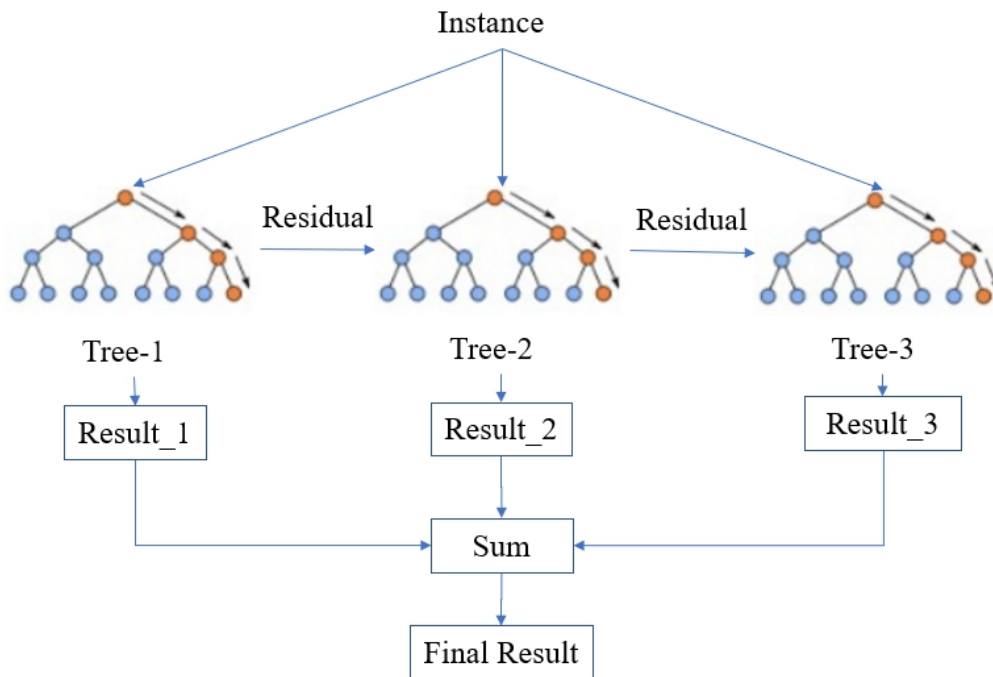 Instance
Residual
Residual
Tree-1
Tree-2
Tree-3
Result_1
Result_2
Result_3
Sum
Final Result